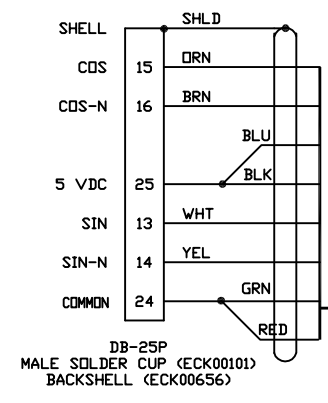 SHELL SHLD
COS 15 ORN
COS-N 16 BRN
BLU
5 VDC 25 BLK
SIN 13 WHT
SIN-N 14 YEL
GRN
COMMON 24
RED
DB-25P
MALE SOLDER CUP (ECK00101)
BACKSHELL (ECK00656)